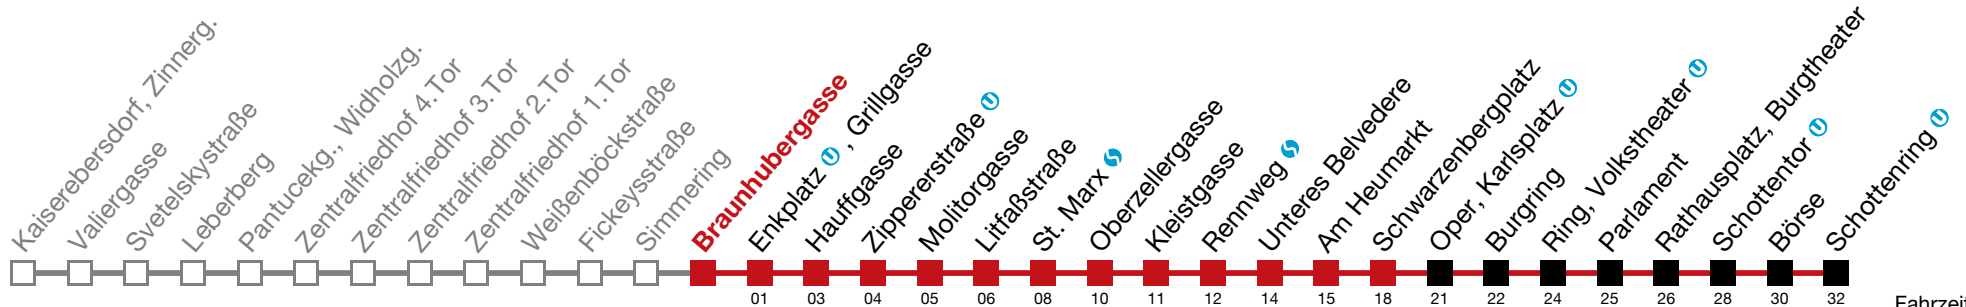 Kaiserebersdorf, Zinnerg.
Valiergasse
Svetelskystraße
Leberberg
Pantucekg., Widholzg.
Zentralfriedhof 4.Tor
Zentralfriedhof 3.Tor
Zentralfriedhof 2.Tor
Zentralfriedhof 1.Tor
Weißenböckstraße
Fickeysstraße
Simmering
Braunhubergasse
Enkplatz U, Grillgasse
Hauffgasse
Zippererstraße U
Molitorgasse
Litfaßstraße
St. Marx S
Oberzellergasse
Kleistgasse
Rennweg S
Unteres Belvedere
Am Heumarkt
Schwarzenbergplatz
Oper, Karlsplatz U
Burgring
Ring, Volkstheater U
Parlament
Rathausplatz, Burgtheater
Schottentor U
Börse
Schottenring U
01 03 04 05 06 08 10 11 12 14 15 18 21 22 24 25 26 28 30 32